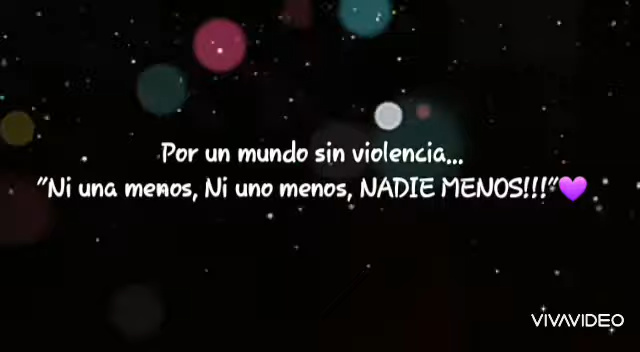 Por un mundo sin violencia...
"Ni una menos, Ni uno menos, NADIE MENOS!!!"💜
VIVAVIDEO